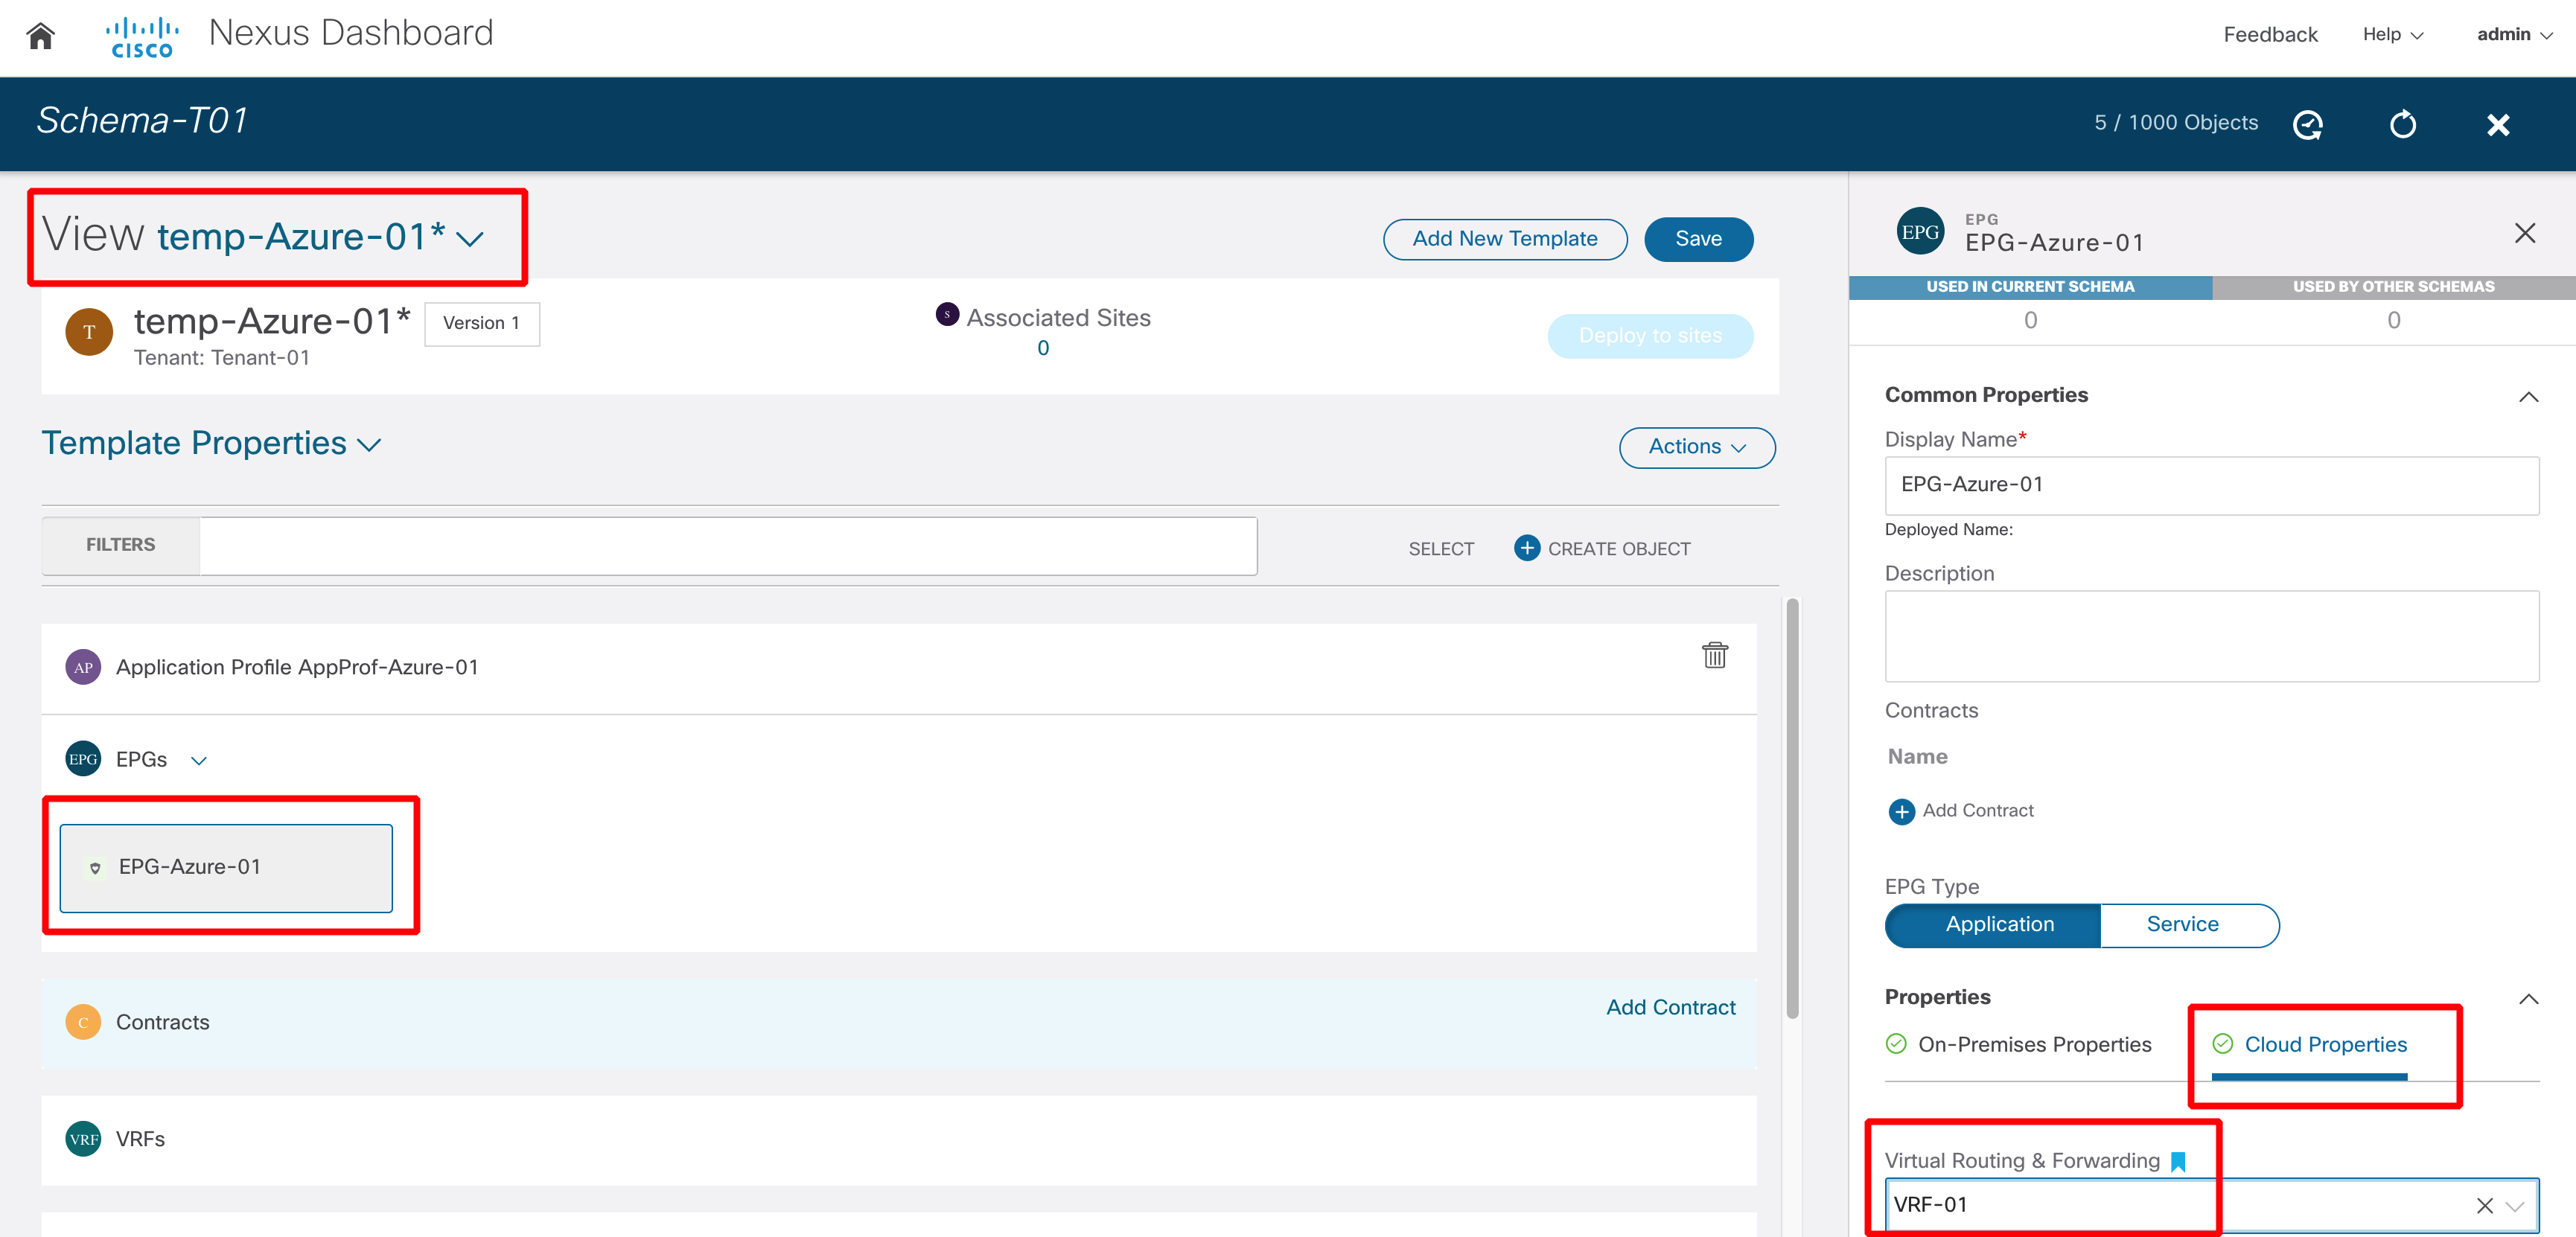 CISCO
Nexus Dashboard
Feedback
Help
admin
Schema-T01
5 / 1000 Objects
View temp-Azure-01*
Add New Template
Save
T
temp-Azure-01*
Version 1
Tenant: Tenant-01
S
Associated Sites
0
Deploy to sites
Template Properties
Actions
FILTERS
SELECT
CREATE OBJECT
AP
Application Profile AppProf-Azure-01
EPG
EPGs
EPG-Azure-01
C
Contracts
Add Contract
VRF
VRFs
EPG
EPG
EPG-Azure-01
USED IN CURRENT SCHEMA
USED BY OTHER SCHEMAS
0
0
Common Properties
Display Name*
EPG-Azure-01
Deployed Name:
Description
Contracts
Name
Add Contract
EPG Type
Application
Service
Properties
On-Premises Properties
Cloud Properties
Virtual Routing & Forwarding
VRF-01